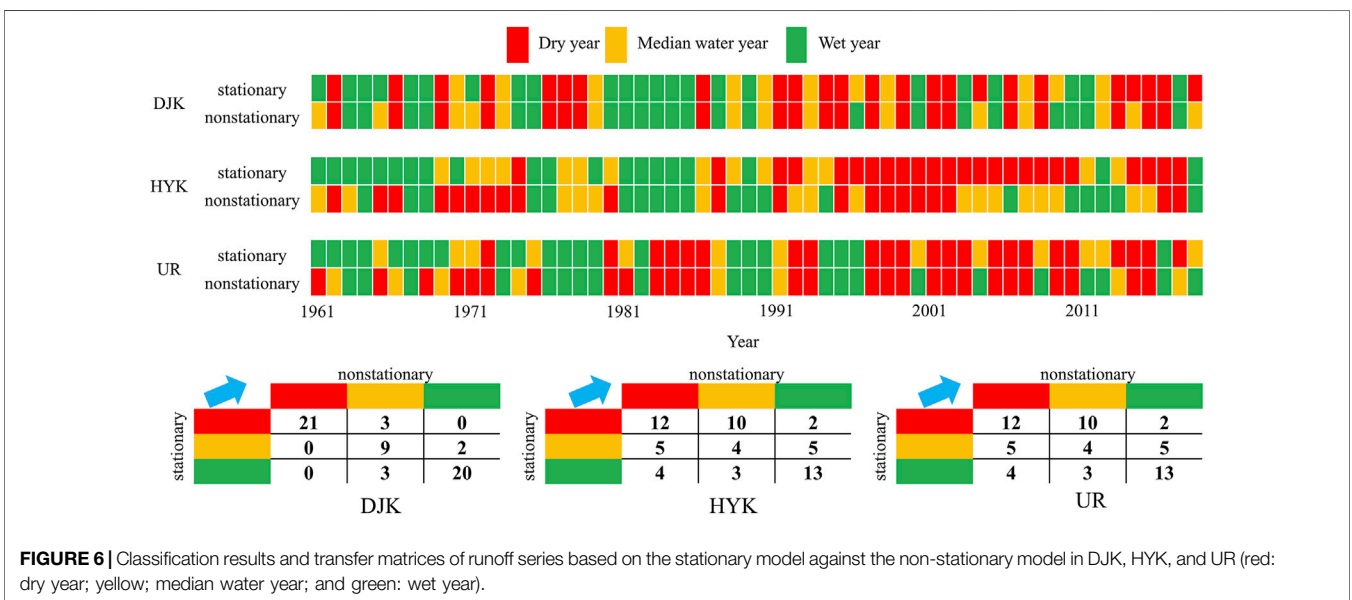 Dry year Median water year Wet year
DJK
stationary
nonstationary
HYK
stationary
nonstationary
UR
stationary
nonstationary
1961 1971 1981 1991 2001 2011
Year
nonstationary
stationary
21 3 0
0 9 2
0 3 20
DJK
nonstationary
stationary
12 10 2
5 4 5
4 3 13
HYK
nonstationary
stationary
12 10 2
5 4 5
4 3 13
UR
FIGURE 6 | Classification results and transfer matrices of runoff series based on the stationary model against the non-stationary model in DJK, HYK, and UR (red:
dry year; yellow; median water year; and green: wet year).